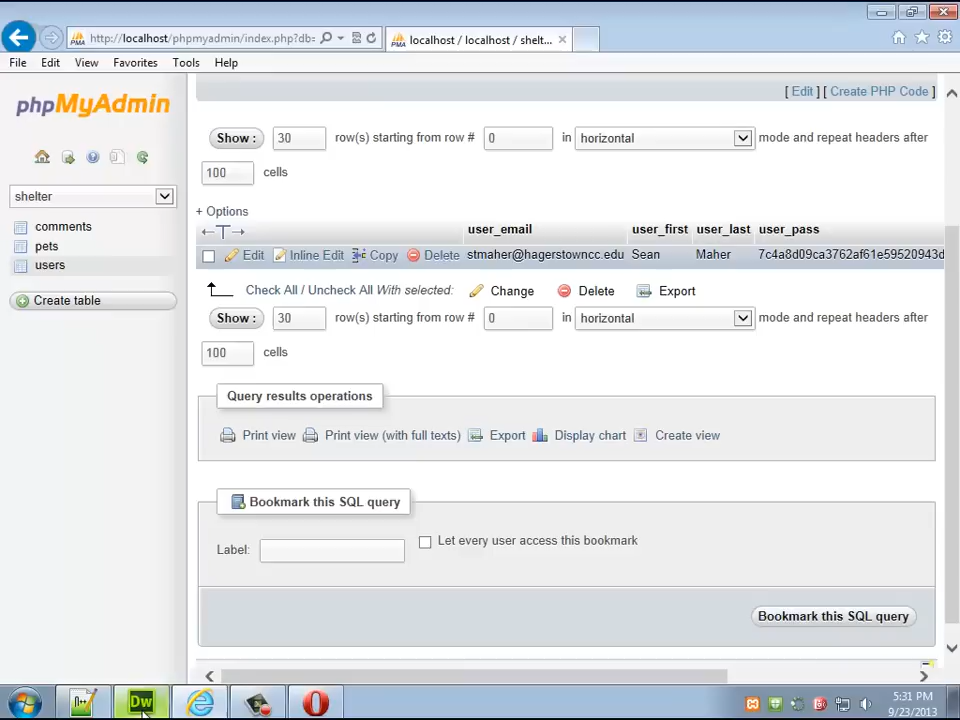 http://localhost/phpmyadmin/index.php?db=
localhost / localhost / shelt...
File Edit View Favorites Tools Help
phpMyAdmin
[ Edit ] [ Create PHP Code ]
Show : 30 row(s) starting from row # 0 in horizontal mode and repeat headers after
100 cells
shelter
+ Options
comments
pets
users
Create table
←T→ user_email user_first user_last user_pass
Edit Inline Edit Copy Delete stmaher@hagerstowncc.edu Sean Maher 7c4a8d09ca3762af61e59520943d
Check All / Uncheck All With selected: Change Delete Export
Show : 30 row(s) starting from row # 0 in horizontal mode and repeat headers after
100 cells
Query results operations
Print view Print view (with full texts) Export Display chart Create view
Bookmark this SQL query
Label: Let every user access this bookmark
Bookmark this SQL query
Dw
5:31 PM
9/23/2013